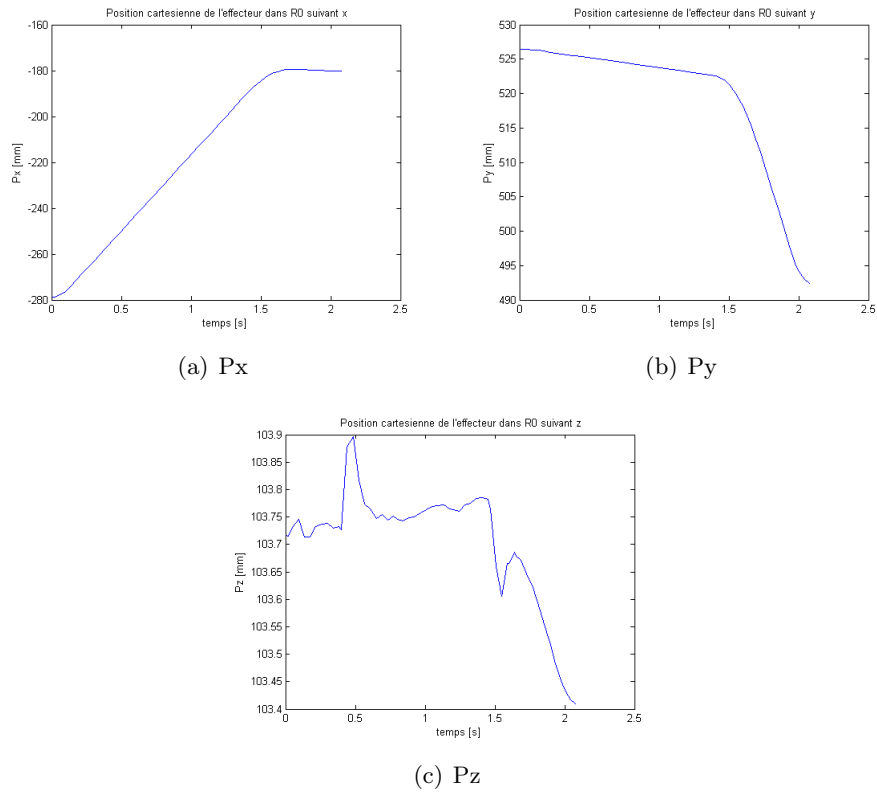 Position cartesienne de l'effecteur dans R0 suivant x
-160
-180
-200
-220
-240
-260
-280
Px [mm]
0 0.5 1 1.5 2 2.5
temps [s]
(a) Px
Position cartesienne de l'effecteur dans R0 suivant y
530
525
520
515
510
505
500
495
490
Py [mm]
0 0.5 1 1.5 2 2.5
temps [s]
(b) Py
Position cartesienne de l'effecteur dans R0 suivant z
103.9
103.85
103.8
103.75
103.7
103.65
103.6
103.55
103.5
103.45
103.4
Pz [mm]
0 0.5 1 1.5 2 2.5
temps [s]
(c) Pz